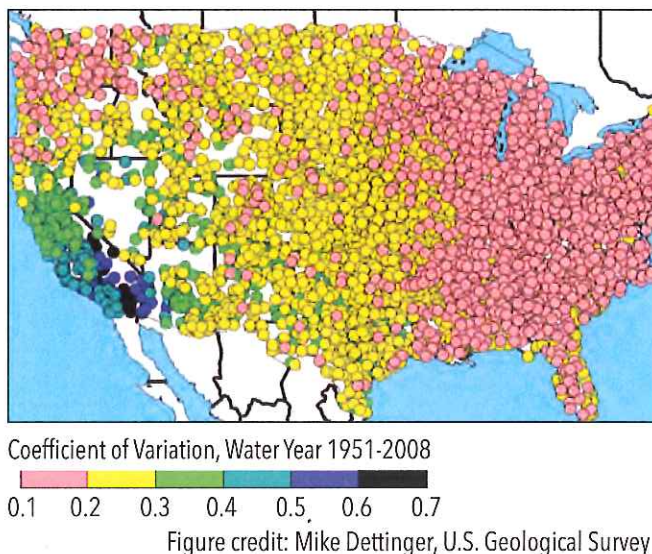 Coefficient of Variation, Water Year 1951-2008
0.1 0.2 0.3 0.4 0.5 0.6 0.7
Figure credit: Mike Dettinger, U.S. Geological Survey